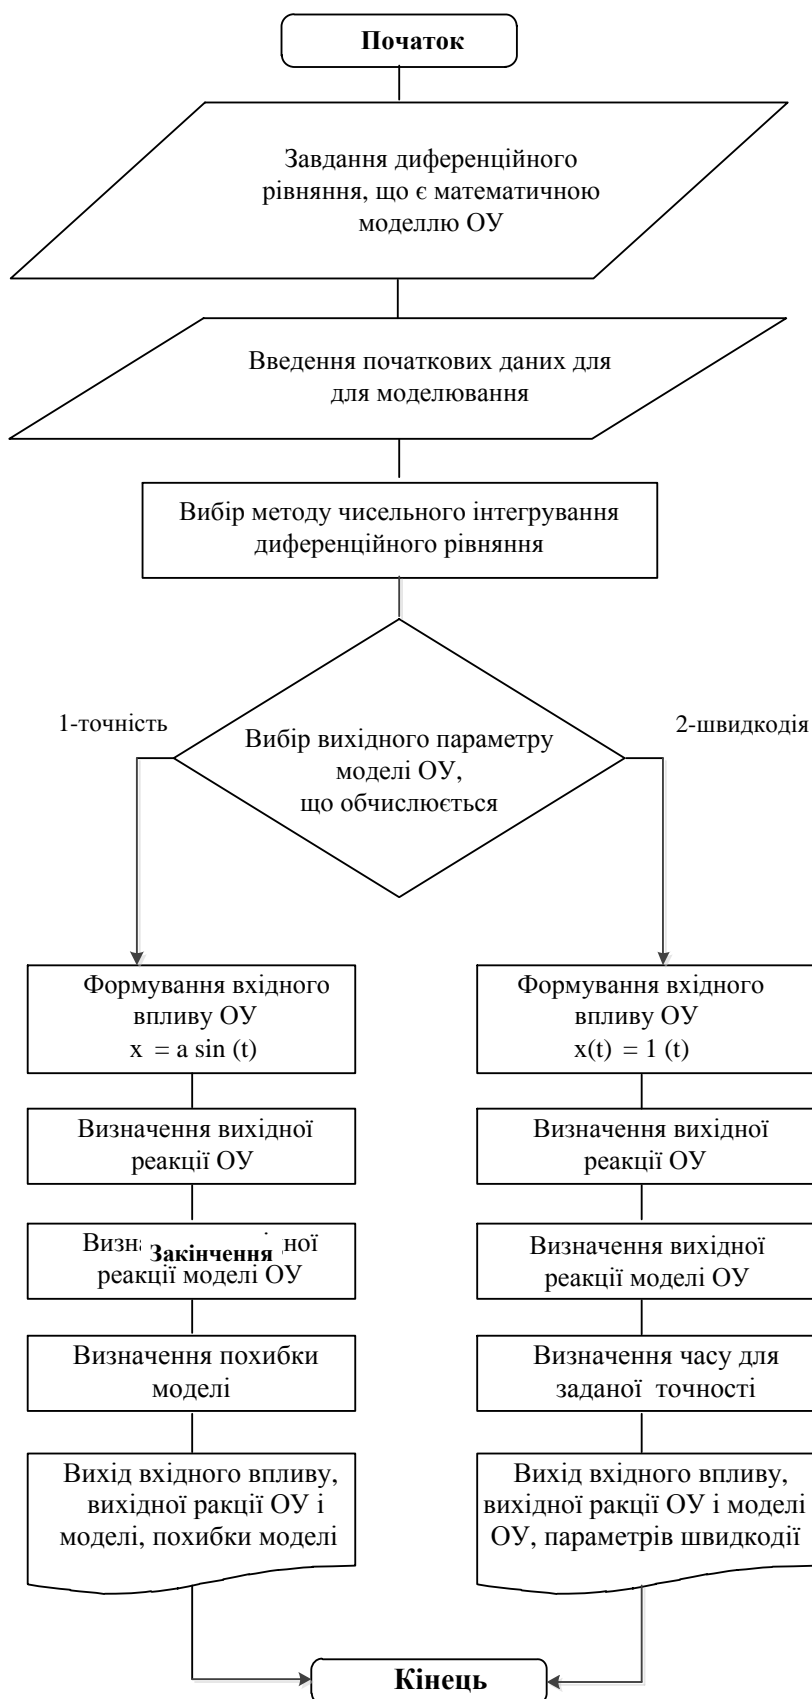 Початок
Завдання диференційного
рівняння, що є математичною
моделлю ОУ
Введення початкових даних для
для моделювання
Вибір методу чисельного інтегрування
диференційного рівняння
1-точність
2-швидкодія
Вибір вихідного параметру
моделі ОУ,
що обчислюється
Формування вхідного
впливу ОУ
x = a sin (t)
Визначення вихідної
реакції ОУ
Закінчення
реакції моделі ОУ
Визначення похибки
моделі
Вихід вхідного впливу,
вихідної ракції ОУ і
моделі, похибки моделі
Формування вхідного
впливу ОУ
x(t) = 1 (t)
Визначення вихідної
реакції ОУ
Визначення вихідної
реакції моделі ОУ
Визначення часу для
заданої точності
Вихід вхідного впливу,
вихідної ракції ОУ і моделі
ОУ, параметрів швидкодії
Кінець